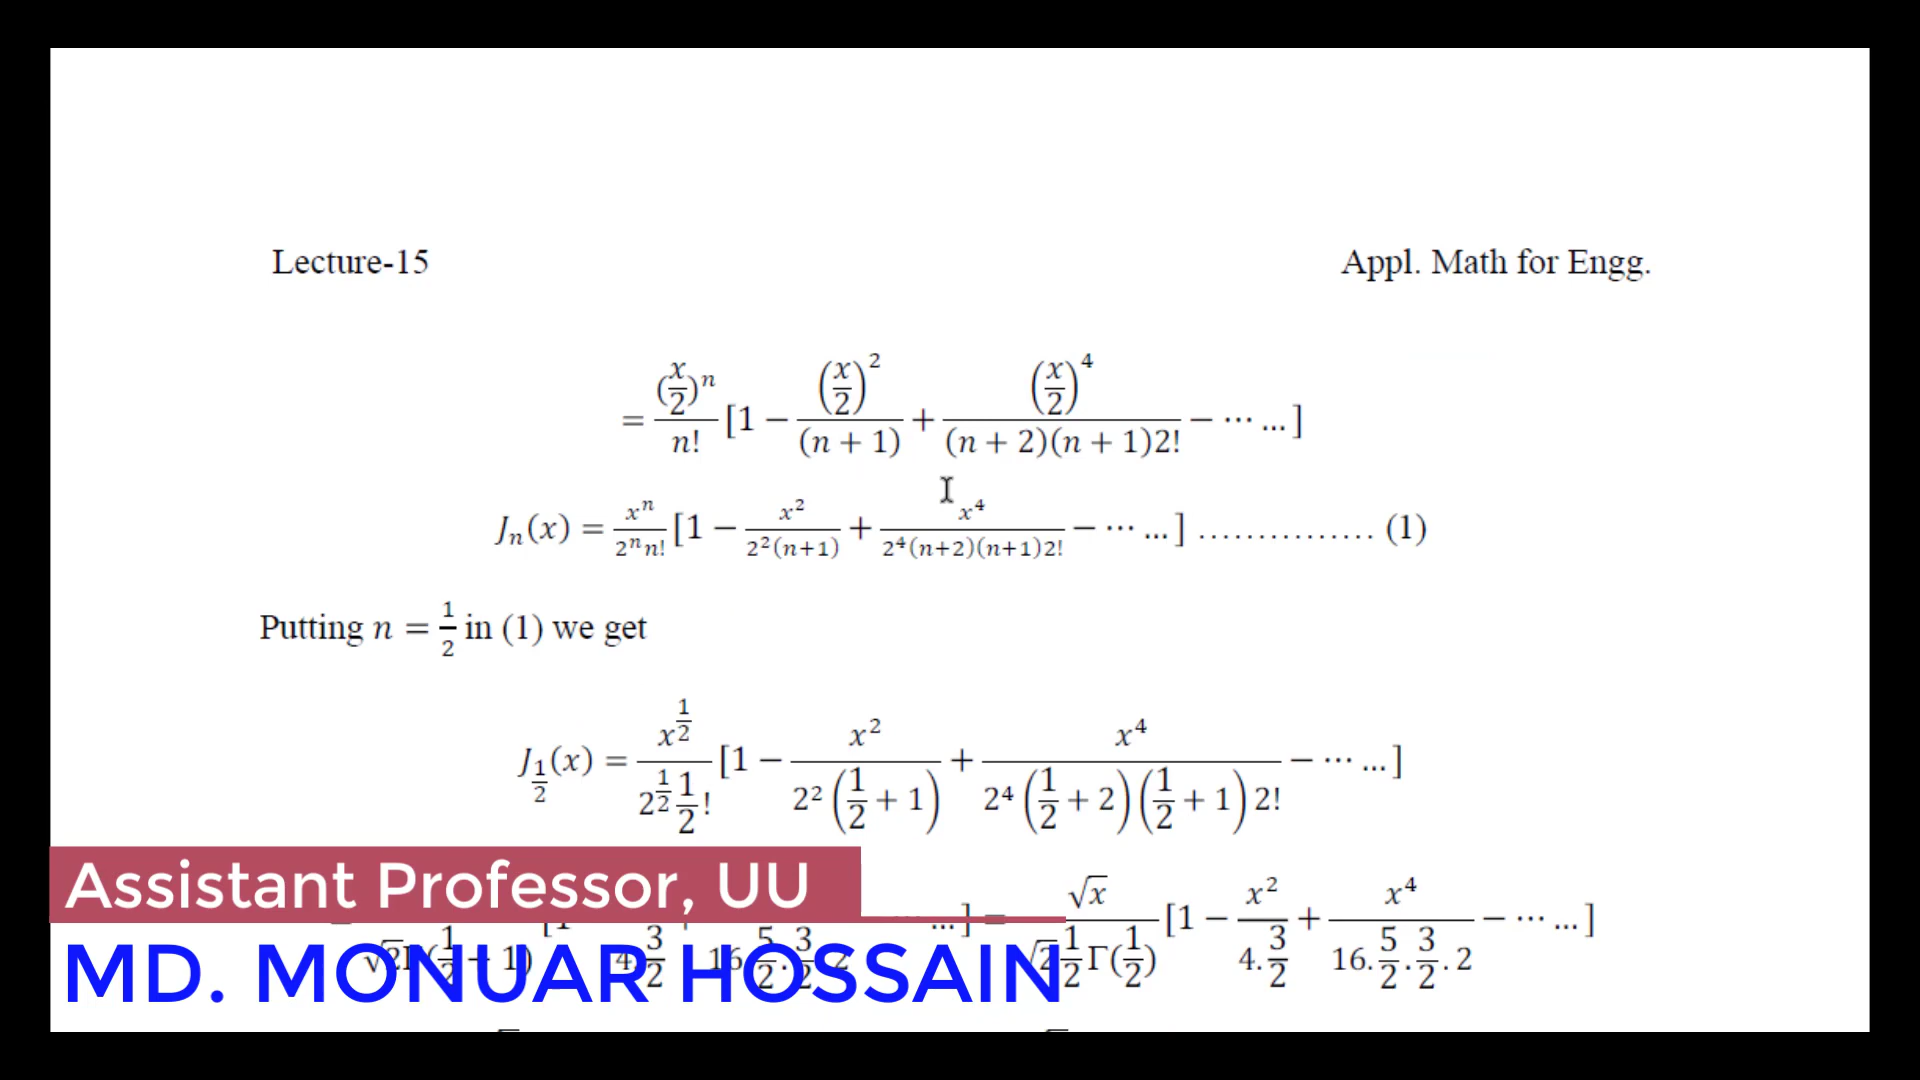 Lecture-15 Appl. Math for Engg.
= (x/2)^n / n! [1 − (x/2)^2 / (n + 1) + (x/2)^4 / (n + 2)(n + 1)2! − ⋯ ...]
J_n(x) = x^n / 2^n n! [1 − x^2 / 2^2(n+1) + x^4 / 2^4(n+2)(n+1)2! − ⋯ ...] ............... (1)
Putting n = 1/2 in (1) we get
J_{1/2}(x) = x^{1/2} / 2^{1/2} 1/2! [1 − x^2 / 2^2 (1/2 + 1) + x^4 / 2^4 (1/2 + 2)(1/2 + 1) 2! − ⋯ ...]
...] = √x / √2 1/2 Γ(1/2) [1 − x^2 / 4. 3/2 + x^4 / 16. 5/2 . 3/2 . 2 − ⋯ ...]
Assistant Professor, UU
MD. MONUAR HOSSAIN